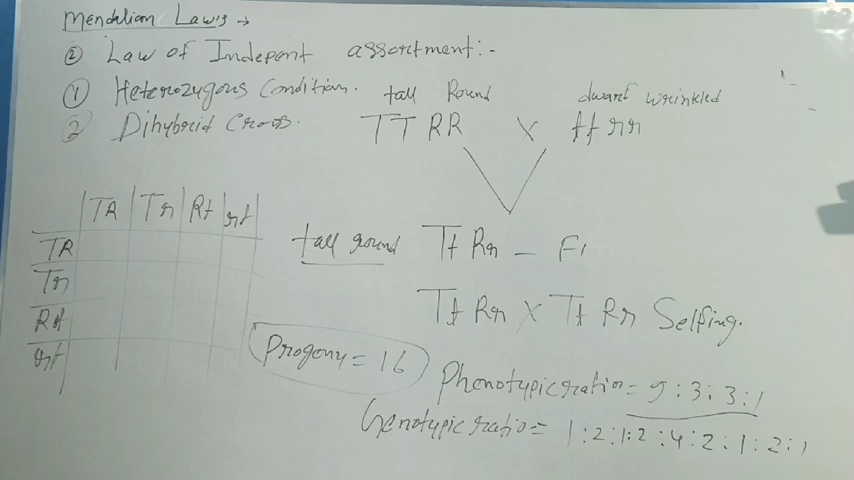 Mendelian Laws →
② Law of Indepent assortment:-
① Heterozygous Condition.
② Dihybrid Cross.
tall Round dwarf wrinkled
TT RR X tt rr
TR Tr Rt rt
TR
Tr
Rt
rt
tall round Tt Rr – F1
Tt Rr X Tt Rr Selfing.
Progeny = 16
Phenotypic ratio = 9:3:3:1
Genotypic ratio = 1:2:1:2:4:2:1:2:1